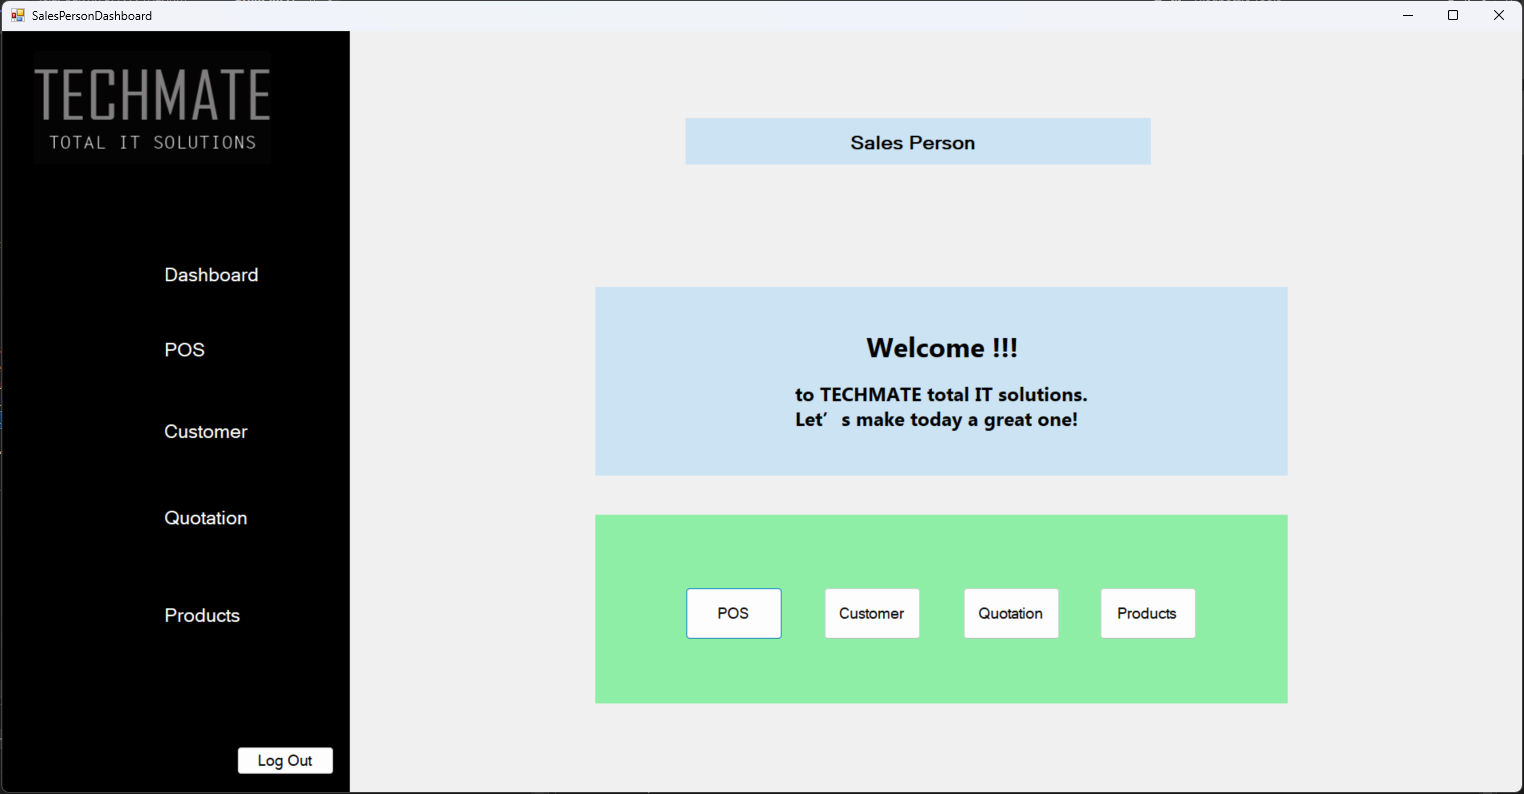 SalesPersonDashboard
TECHMATE
TOTAL IT SOLUTIONS
Dashboard
POS
Customer
Quotation
Products
Log Out
Sales Person
Welcome !!!
to TECHMATE total IT solutions.
Let’s make today a great one!
POS
Customer
Quotation
Products